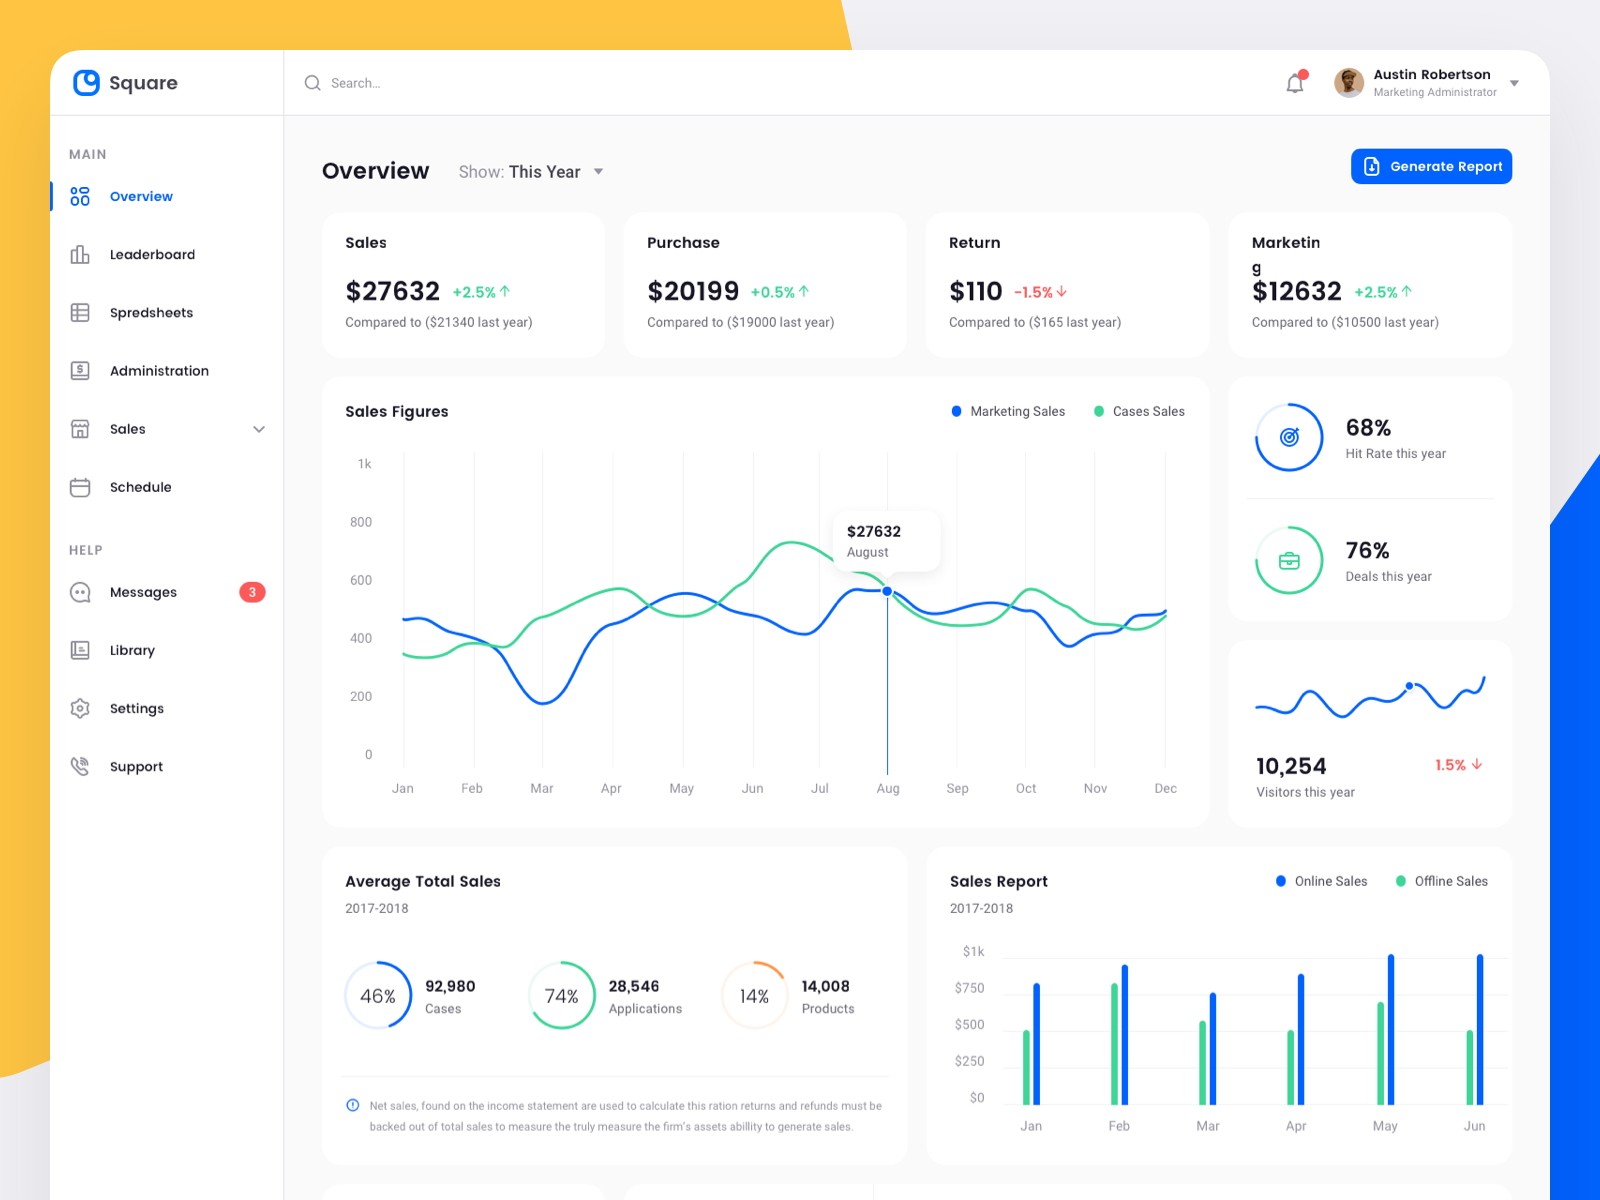 Square
Search...
Austin Robertson
Marketing Administrator
MAIN
Overview
Leaderboard
Spredsheets
Administration
Sales
Schedule
HELP
Messages 3
Library
Settings
Support
Overview Show: This Year
Generate Report
Sales
$27632 +2.5%
Compared to ($21340 last year)
Purchase
$20199 +0.5%
Compared to ($19000 last year)
Return
$110 -1.5%
Compared to ($165 last year)
Marketin
g
$12632 +2.5%
Compared to ($10500 last year)
Sales Figures
Marketing Sales Cases Sales
1k
800
600
400
200
0
$27632
August
Jan Feb Mar Apr May Jun Jul Aug Sep Oct Nov Dec
68%
Hit Rate this year
76%
Deals this year
10,254 1.5%
Visitors this year
Average Total Sales
2017-2018
46%
92,980
Cases
74%
28,546
Applications
14%
14,008
Products
Net sales, found on the income statement are used to calculate this ration returns and refunds must be
backed out of total sales to measure the truly measure the firm's assets abillity to generate sales.
Sales Report
Online Sales Offline Sales
2017-2018
$1k
$750
$500
$250
$0
Jan Feb Mar Apr May Jun